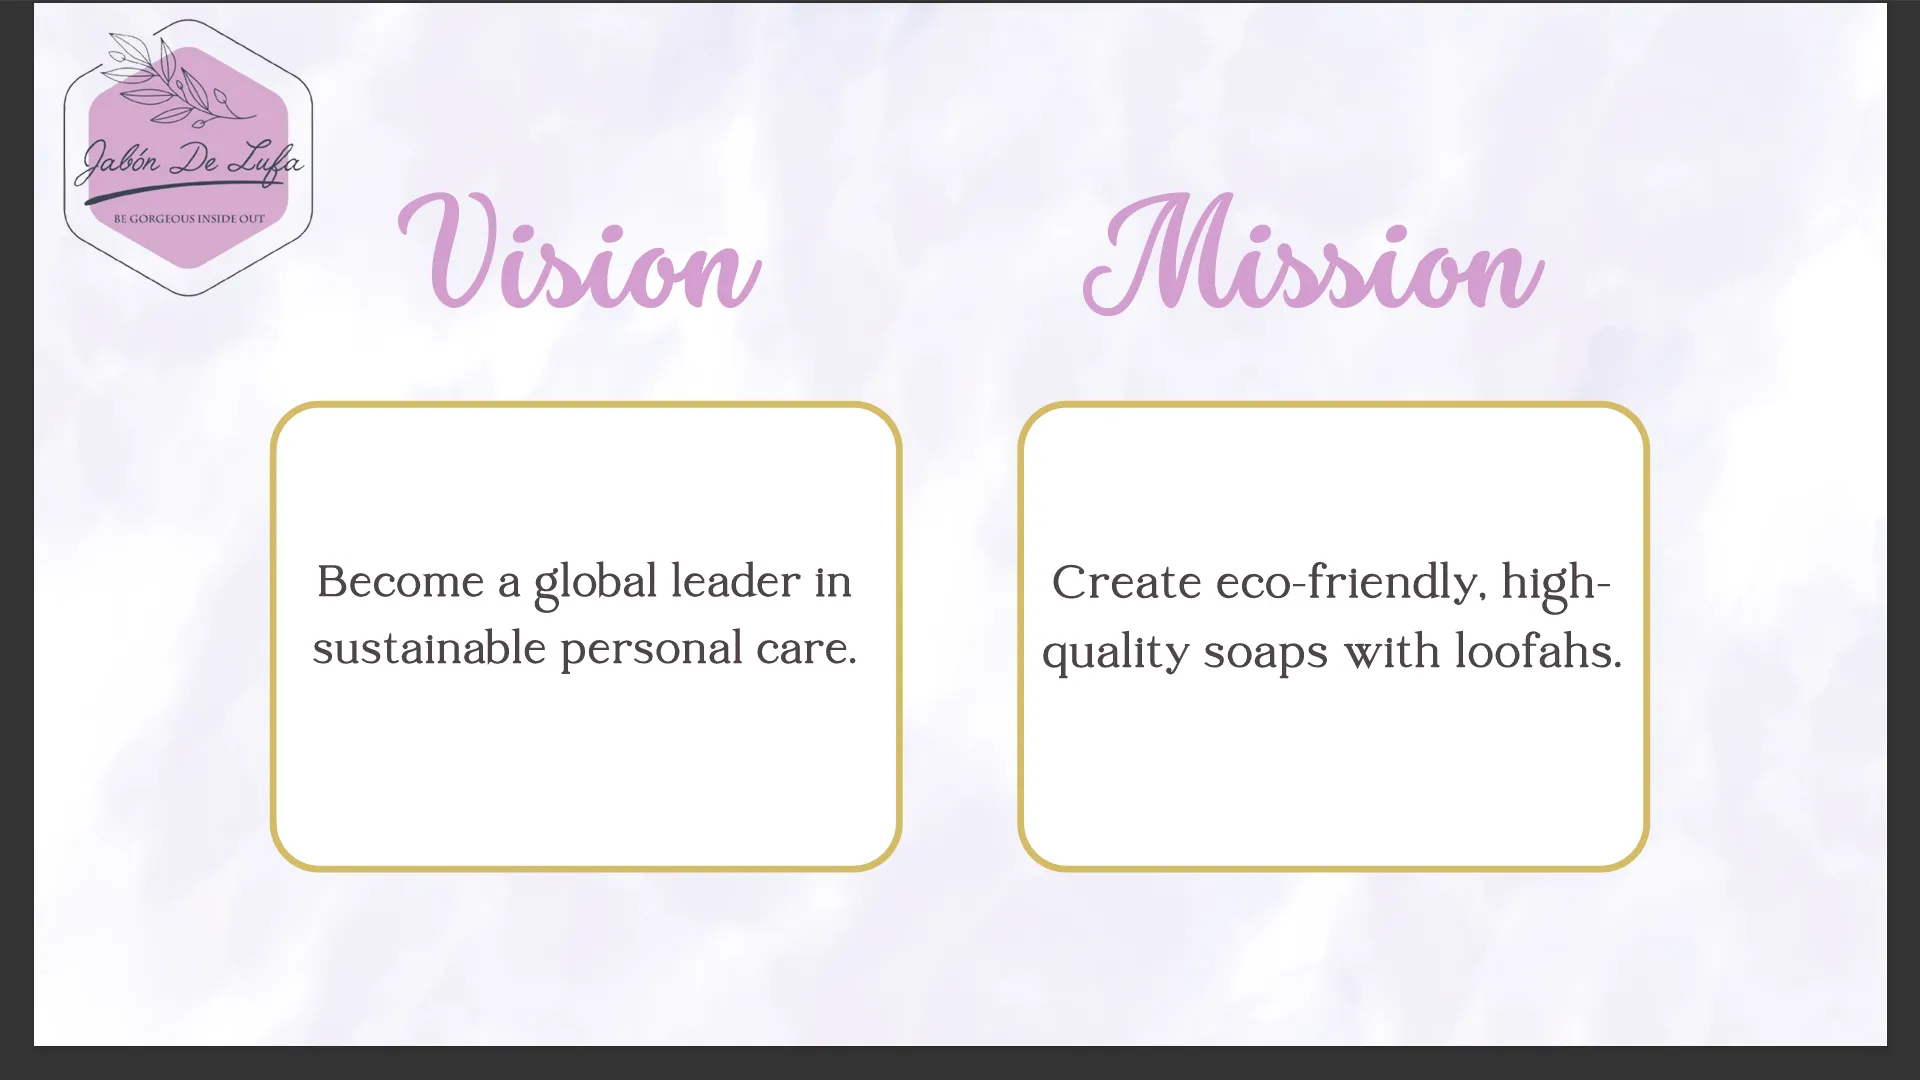 Jabón De Lufa
BE GORGEOUS INSIDE OUT
Vision
Mission
Become a global leader in
sustainable personal care.
Create eco-friendly, high-
quality soaps with loofahs.